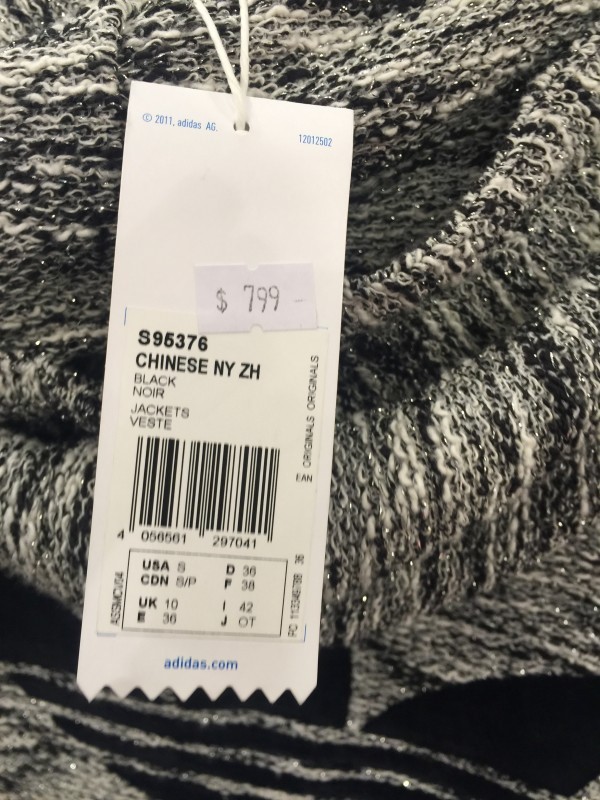 © 2011, adidas AG.
12012502
$ 799 -
S95376
CHINESE NY ZH
BLACK
NOIR
JACKETS
VESTE
ORIGINALS ORIGINALS
EAN
4 056561 297041
USA S D 36
CDN S/P F 38
UK 10 I 42
E 36 J OT
36
adidas.com